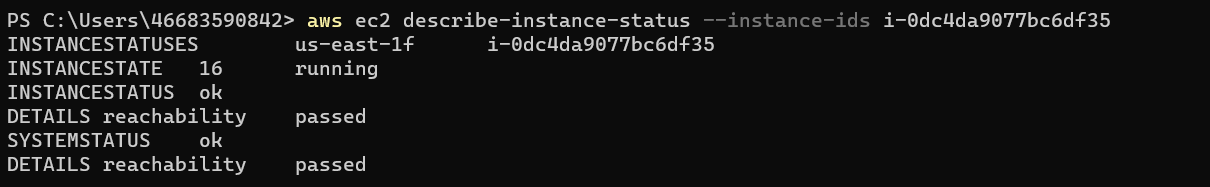 PS C:\Users\46683590842> aws ec2 describe-instance-status --instance-ids i-0dc4da9077bc6df35
INSTANCESTATUSES        us-east-1f      i-0dc4da9077bc6df35
INSTANCESTATE   16      running
INSTANCESTATUS  ok
DETAILS reachability    passed
SYSTEMSTATUS    ok
DETAILS reachability    passed